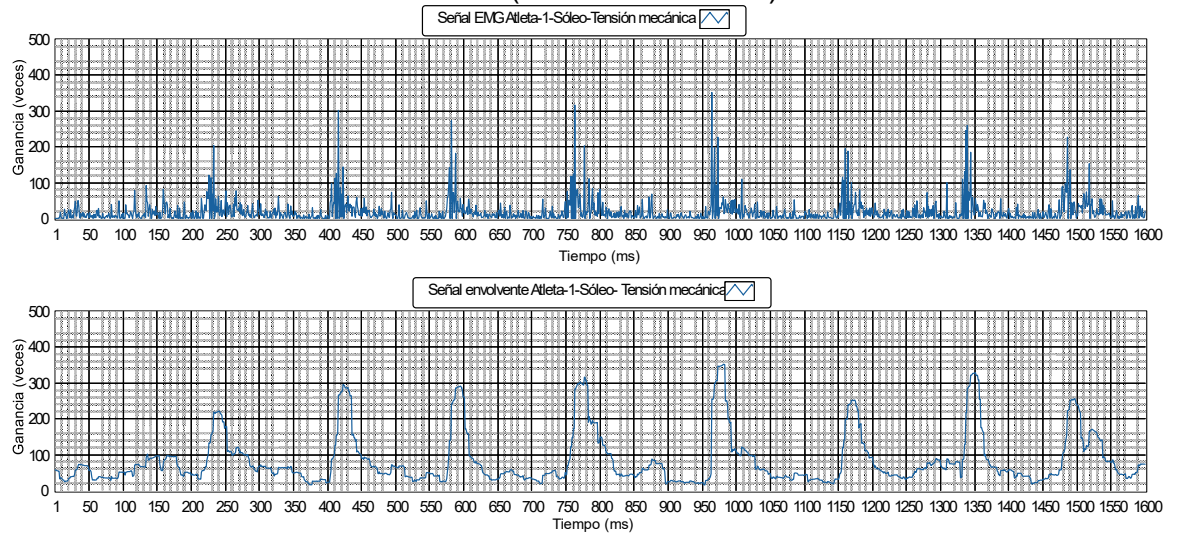 Señal EMG Atleta-1-Sóleo-Tensión mecánica
500
400
300
200
100
0
Ganancia (veces)
1 50 100 150 200 250 300 350 400 450 500 550 600 650 700 750 800 850 900 950 1000 1050 1100 1150 1200 1250 1300 1350 1400 1450 1500 1550 1600
Tiempo (ms)
Señal envolvente Atleta-1-Sóleo- Tensión mecánica
500
400
300
200
100
0
Ganancia (veces)
1 50 100 150 200 250 300 350 400 450 500 550 600 650 700 750 800 850 900 950 1000 1050 1100 1150 1200 1250 1300 1350 1400 1450 1500 1550 1600
Tiempo (ms)